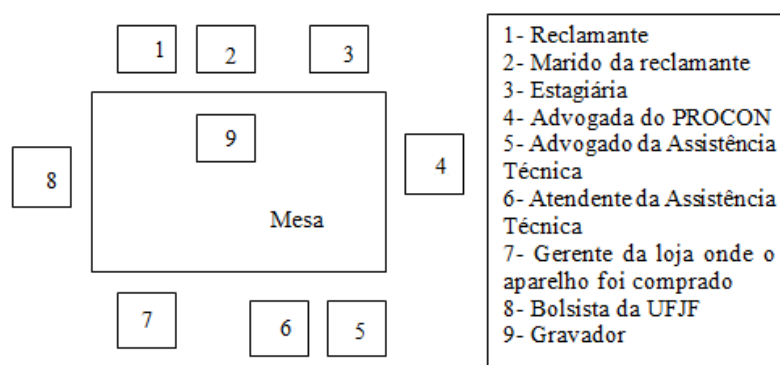 1
2
3
9
8
4
Mesa
7
6
5
1- Reclamante
2- Marido da reclamante
3- Estagiária
4- Advogada do PROCON
5- Advogado da Assistência
Técnica
6- Atendente da Assistência
Técnica
7- Gerente da loja onde o
aparelho foi comprado
8- Bolsista da UFJF
9- Gravador